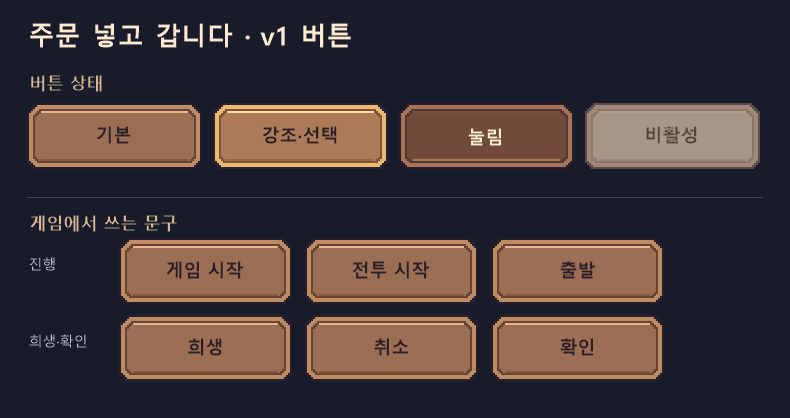 주문 넣고 갑니다 · v1 버튼
버튼 상태
기본 강조·선택 눌림 비활성
게임에서 쓰는 문구
진행 게임 시작 전투 시작 출발
희생·확인 희생 취소 확인